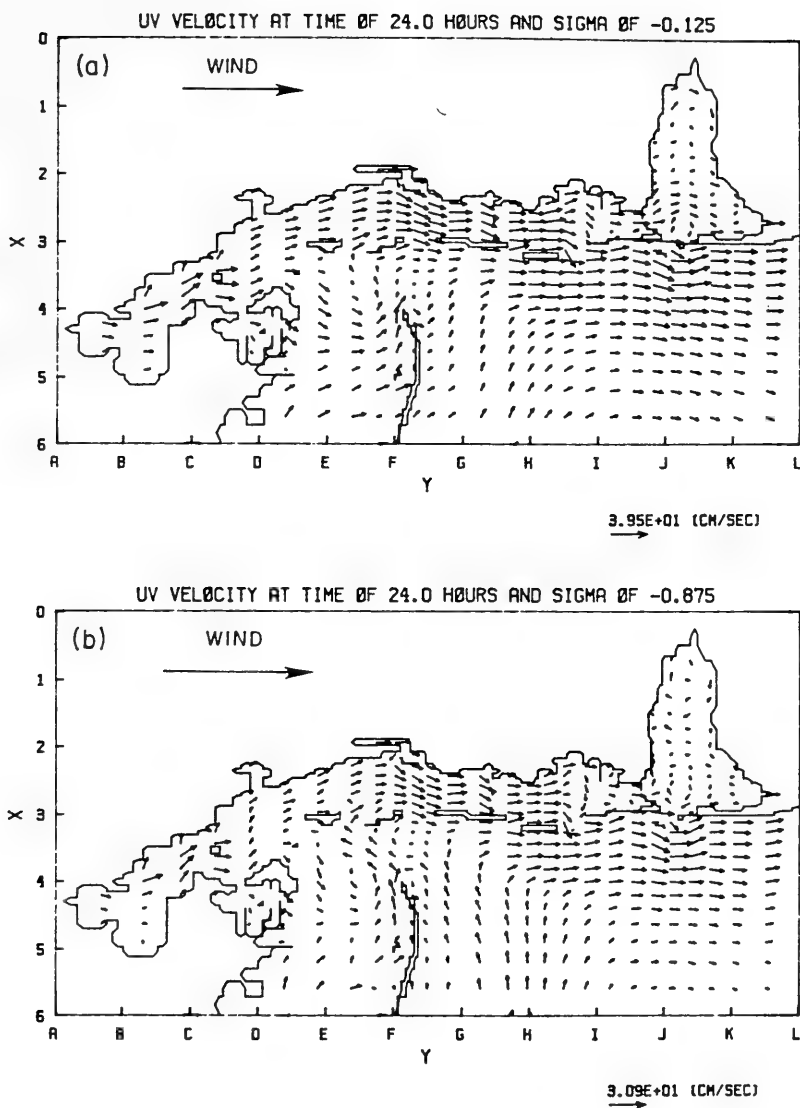 UV VELØCITY AT TIME ØF 24.0 HØURS AND SIGMA ØF -0.125
(a)
WIND
0
1
2
3
4
5
6
X
A B C D E F G H I J K L
Y
3.95E+01 (CM/SEC)
UV VELØCITY AT TIME ØF 24.0 HØURS AND SIGMA ØF -0.875
(b)
WIND
0
1
2
3
4
5
6
X
A B C D E F G H I J K L
Y
3.09E+01 (CM/SEC)